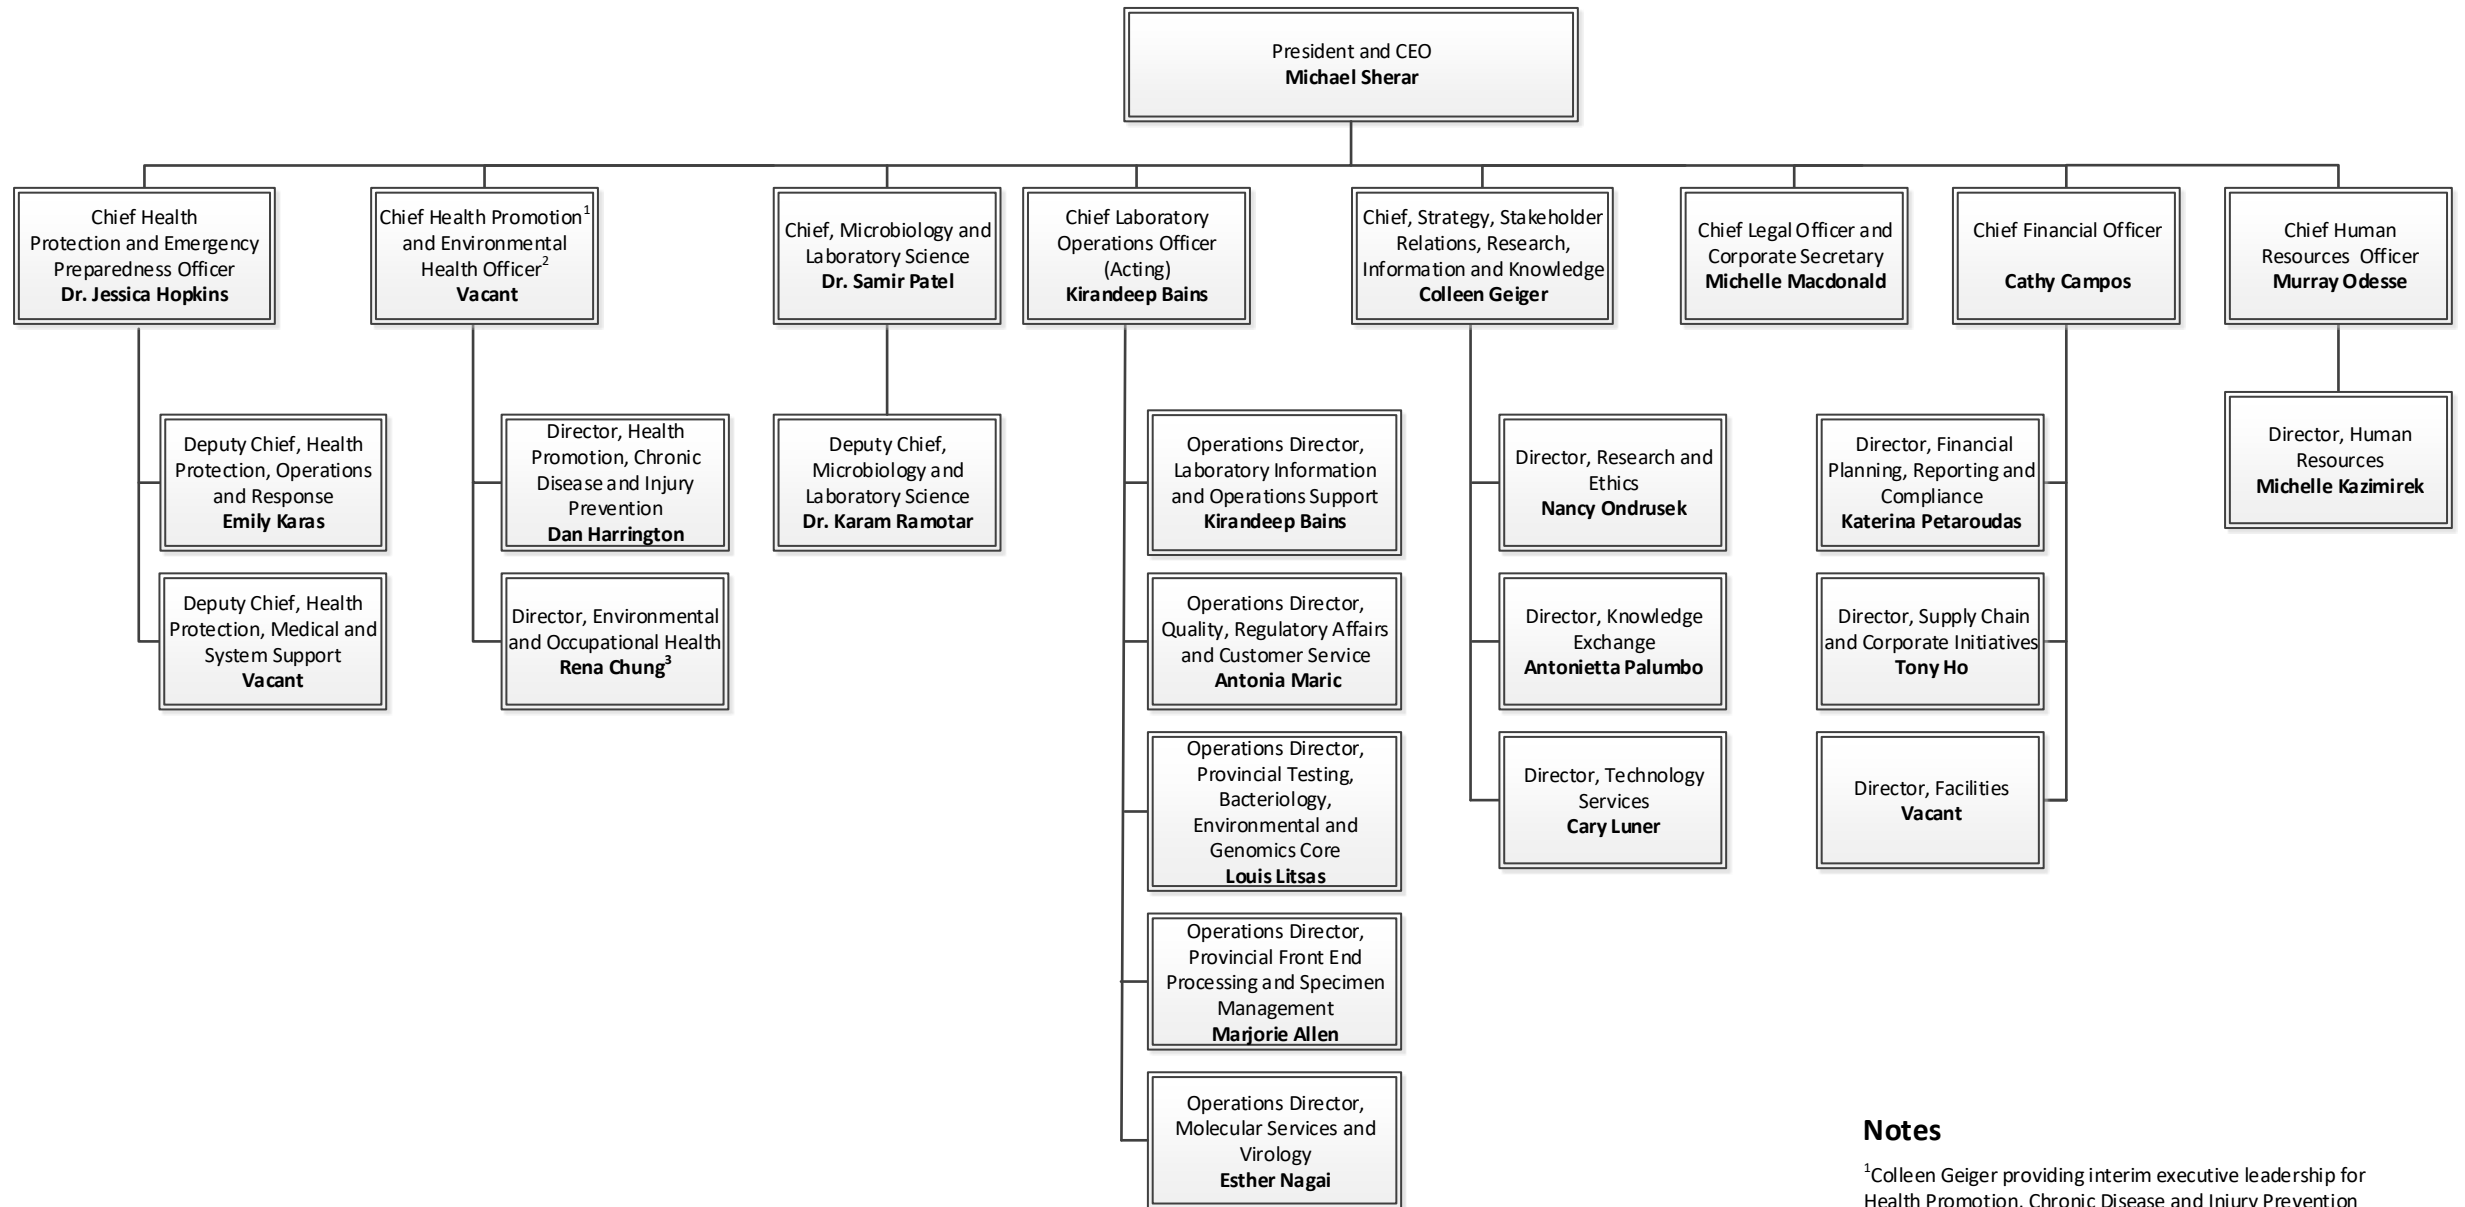 President and CEO
Michael Sherar
Chief Health
Protection and Emergency
Preparedness Officer
Dr. Jessica Hopkins
Chief Health Promotion¹
and Environmental
Health Officer²
Vacant
Chief, Microbiology and
Laboratory Science
Dr. Samir Patel
Chief Laboratory
Operations Officer
(Acting)
Kirandeep Bains
Chief, Strategy, Stakeholder
Relations, Research,
Information and Knowledge
Colleen Geiger
Chief Legal Officer and
Corporate Secretary
Michelle Macdonald
Chief Financial Officer
Cathy Campos
Chief Human
Resources Officer
Murray Odesse
Deputy Chief, Health
Protection, Operations
and Response
Emily Karas
Deputy Chief, Health
Protection, Medical and
System Support
Vacant
Director, Health
Promotion, Chronic
Disease and Injury
Prevention
Dan Harrington
Director, Environmental
and Occupational Health
Rena Chung³
Deputy Chief,
Microbiology and
Laboratory Science
Dr. Karam Ramotar
Operations Director,
Laboratory Information
and Operations Support
Kirandeep Bains
Operations Director,
Quality, Regulatory Affairs
and Customer Service
Antonia Maric
Operations Director,
Provincial Testing,
Bacteriology,
Environmental and
Genomics Core
Louis Litsas
Operations Director,
Provincial Front End
Processing and Specimen
Management
Marjorie Allen
Operations Director,
Molecular Services and
Virology
Esther Nagai
Director, Research and
Ethics
Nancy Ondrusek
Director, Knowledge
Exchange
Antonietta Palumbo
Director, Technology
Services
Cary Luner
Director, Financial
Planning, Reporting and
Compliance
Katerina Petaroudas
Director, Supply Chain
and Corporate Initiatives
Tony Ho
Director, Facilities
Vacant
Director, Human
Resources
Michelle Kazimirek
Notes
¹Colleen Geiger providing interim executive leadership for
Health Promotion, Chronic Disease and Injury Prevention